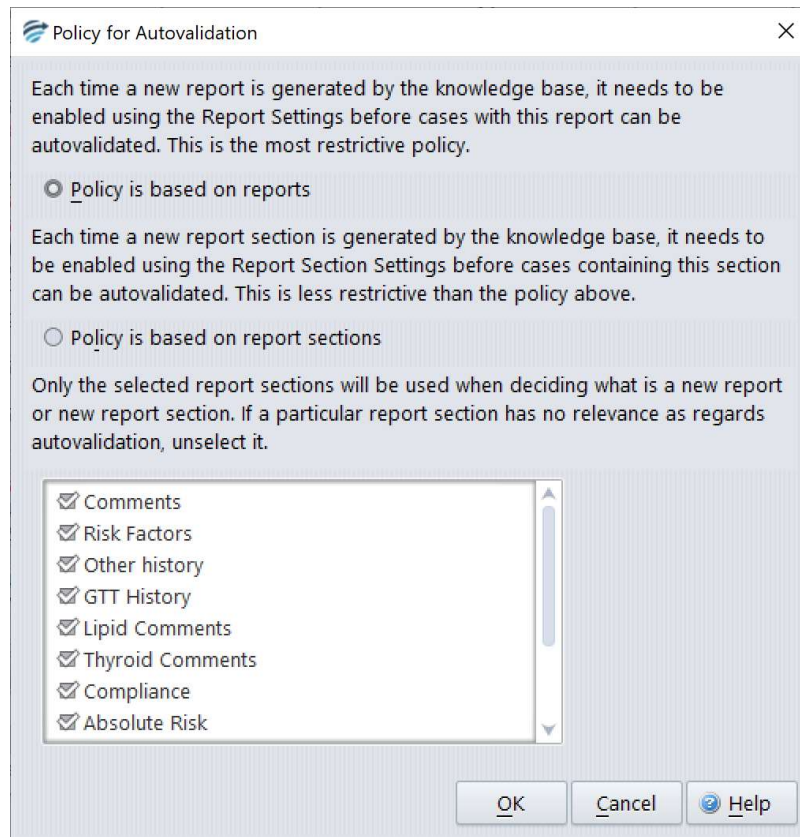 Policy for Autovalidation
Each time a new report is generated by the knowledge base, it needs to be
enabled using the Report Settings before cases with this report can be
autovalidated. This is the most restrictive policy.
Policy is based on reports
Each time a new report section is generated by the knowledge base, it needs to
be enabled using the Report Section Settings before cases containing this section
can be autovalidated. This is less restrictive than the policy above.
Policy is based on report sections
Only the selected report sections will be used when deciding what is a new report
or new report section. If a particular report section has no relevance as regards
autovalidation, unselect it.
Comments
Risk Factors
Other history
GTT History
Lipid Comments
Thyroid Comments
Compliance
Absolute Risk
OK Cancel Help